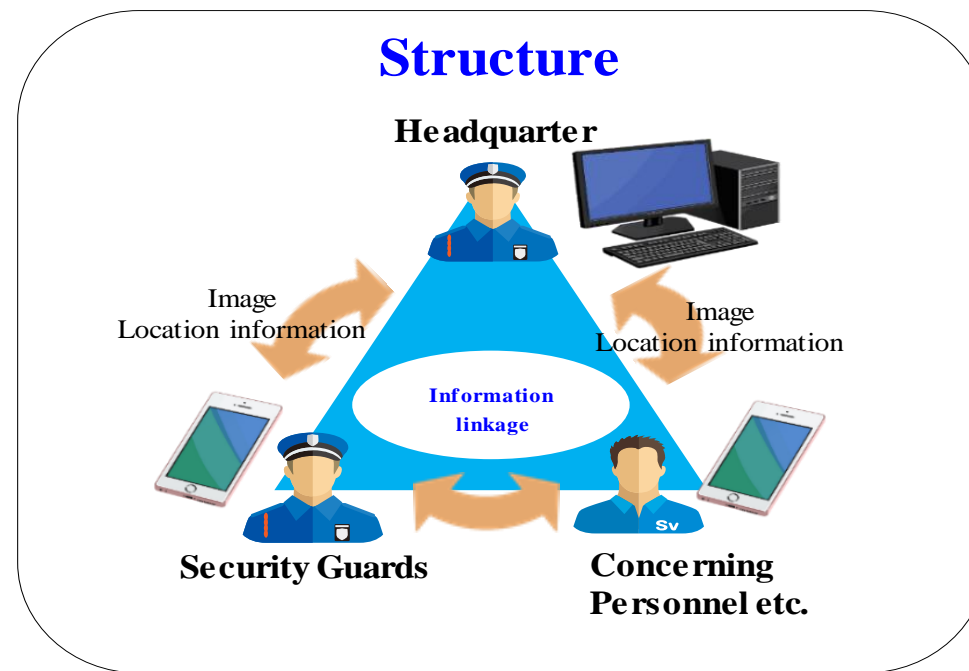 Structure
Headquarter
Image
Location information
Image
Location information
Information
linkage
Sv
Security Guards
Concerning
Personnel etc.